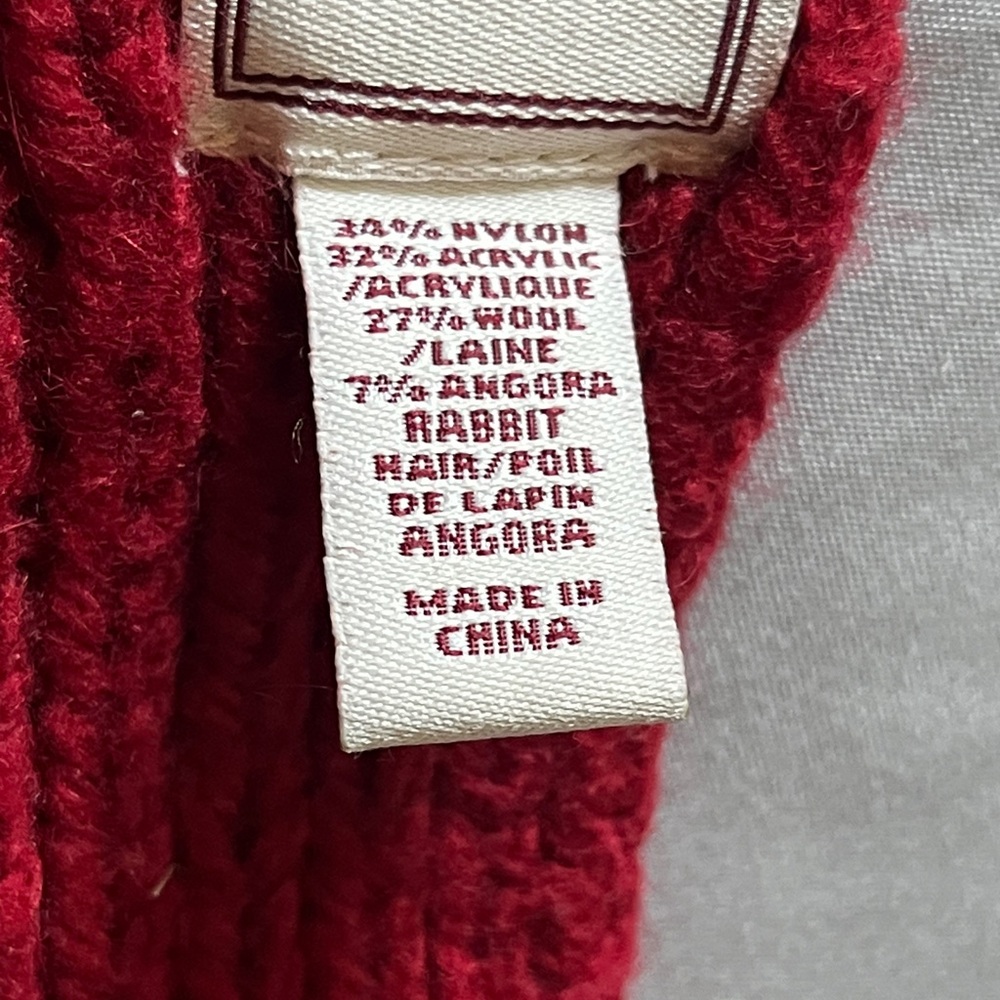 34% NYLON
32% ACRYLIC
/ACRYLIQUE
27% WOOL
/LAINE
7% ANGORA
RABBIT
HAIR/POIL
DE LAPIN
ANGORA
MADE IN
CHINA